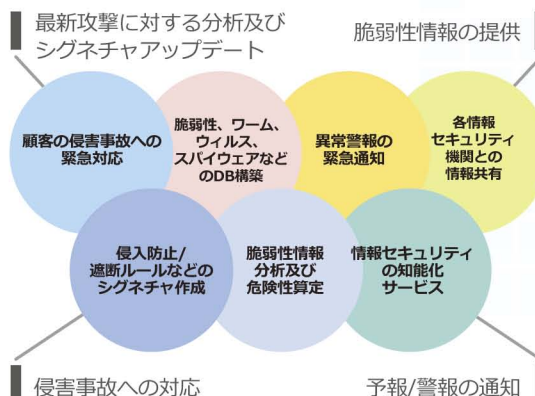 最新攻撃に対する分析及び
シグネチャアップデート
脆弱性情報の提供
顧客の侵害事故への
緊急対応
脆弱性、ワーム、
ウィルス、
スパイウェアなど
のDB構築
異常警報の
緊急通知
各情報
セキュリティ
機関との
情報共有
侵入防止/
遮断ルールなどの
シグネチャ作成
脆弱性情報
分析及び
危険性算定
情報セキュリティ
の知能化
サービス
侵害事故への対応
予報/警報の通知